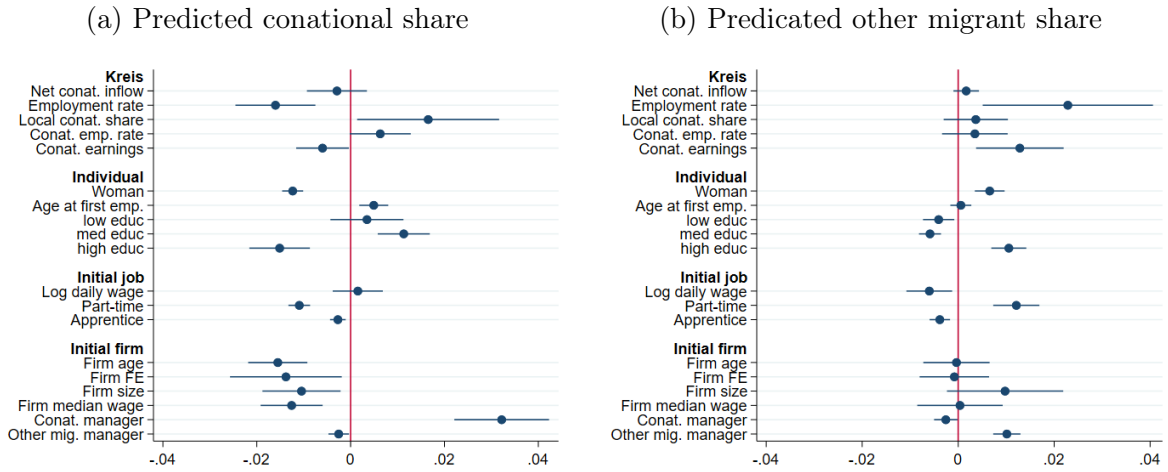 (a) Predicted conational share
Kreis
Net conat. inflow
Employment rate
Local conat. share
Conat. emp. rate
Conat. earnings
Individual
Woman
Age at first emp.
low educ
med educ
high educ
Initial job
Log daily wage
Part-time
Apprentice
Initial firm
Firm age
Firm FE
Firm size
Firm median wage
Conat. manager
Other mig. manager
-.04 -.02 0 .02 .04
(b) Predicated other migrant share
Kreis
Net conat. inflow
Employment rate
Local conat. share
Conat. emp. rate
Conat. earnings
Individual
Woman
Age at first emp.
low educ
med educ
high educ
Initial job
Log daily wage
Part-time
Apprentice
Initial firm
Firm age
Firm FE
Firm size
Firm median wage
Conat. manager
Other mig. manager
-.04 -.02 0 .02 .04